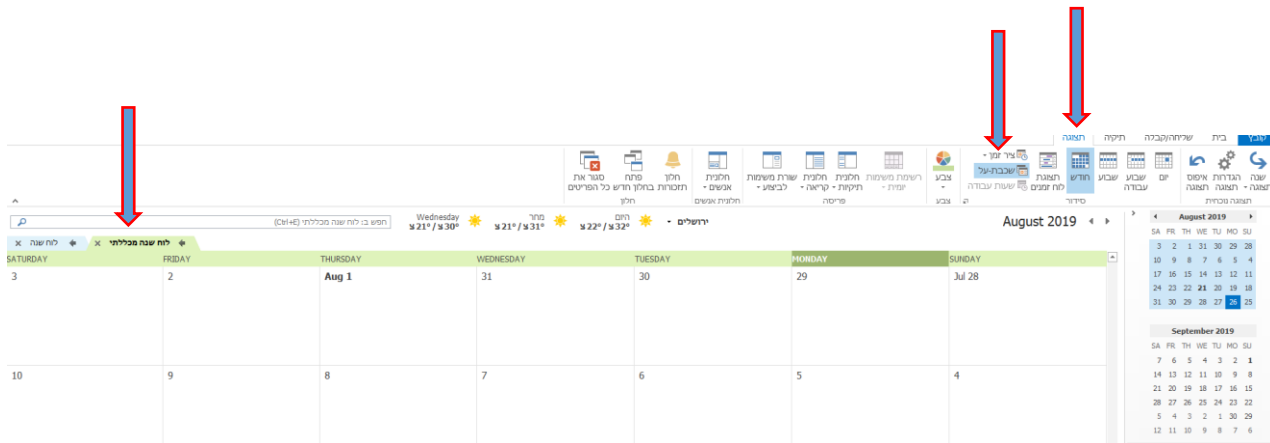 קובץ בית שליחה/קבלה תיקיה תצוגה
שנה תצוגה הגדרות תצוגה איפוס תצוגה
תצוגה נוכחית
יום שבוע עבודה שבוע חודש תצוגת לוח זמנים
ציר זמן
שכבת-על
שעות עבודה
סידור
צבע
צבע
רשימת משימות יומית שורת משימות לביצוע חלונית קריאה חלונית תיקיות
פריסה
חלונית אנשים
חלונית אנשים
חלון תזכורות פתח בחלון חדש סגור את כל הפריטים
חלון
August 2019
ירושלים
היום
22° / 32°צ
מחר
21° / 31°צ
Wednesday
21° / 30°צ
חפש ב: לוח שנה מכללתי (Ctrl+E)
לוח שנה מכללתי
לוח שנה
SATURDAY FRIDAY THURSDAY WEDNESDAY TUESDAY MONDAY SUNDAY
3 2 Aug 1 31 30 29 Jul 28
10 9 8 7 6 5 4
August 2019
SA FR TH WE TU MO SU
3 2 1 31 30 29 28
10 9 8 7 6 5 4
17 16 15 14 13 12 11
24 23 22 21 20 19 18
31 30 29 28 27 26 25
September 2019
SA FR TH WE TU MO SU
7 6 5 4 3 2 1
14 13 12 11 10 9 8
21 20 19 18 17 16 15
28 27 26 25 24 23 22
5 4 3 2 1 30 29
12 11 10 9 8 7 6